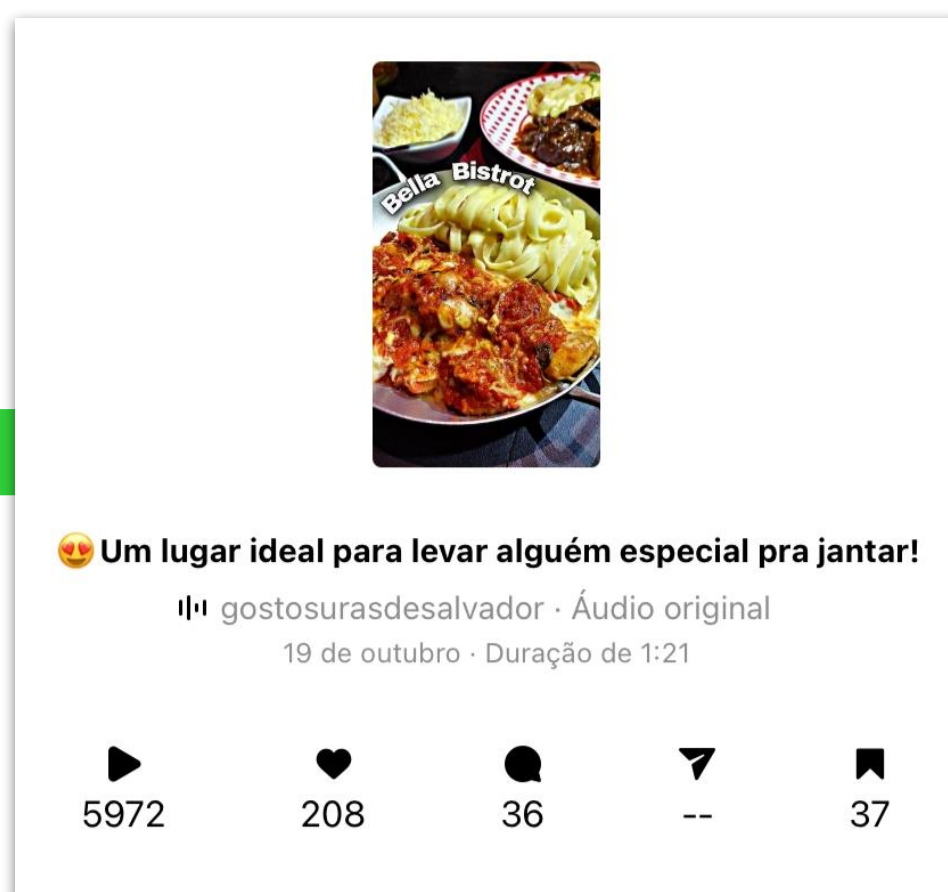 Bella Bistrot
😍Um lugar ideal para levar alguém especial pra jantar!
gostosurasdesalvador · Áudio original
19 de outubro · Duração de 1:21
5972 208 36 -- 37